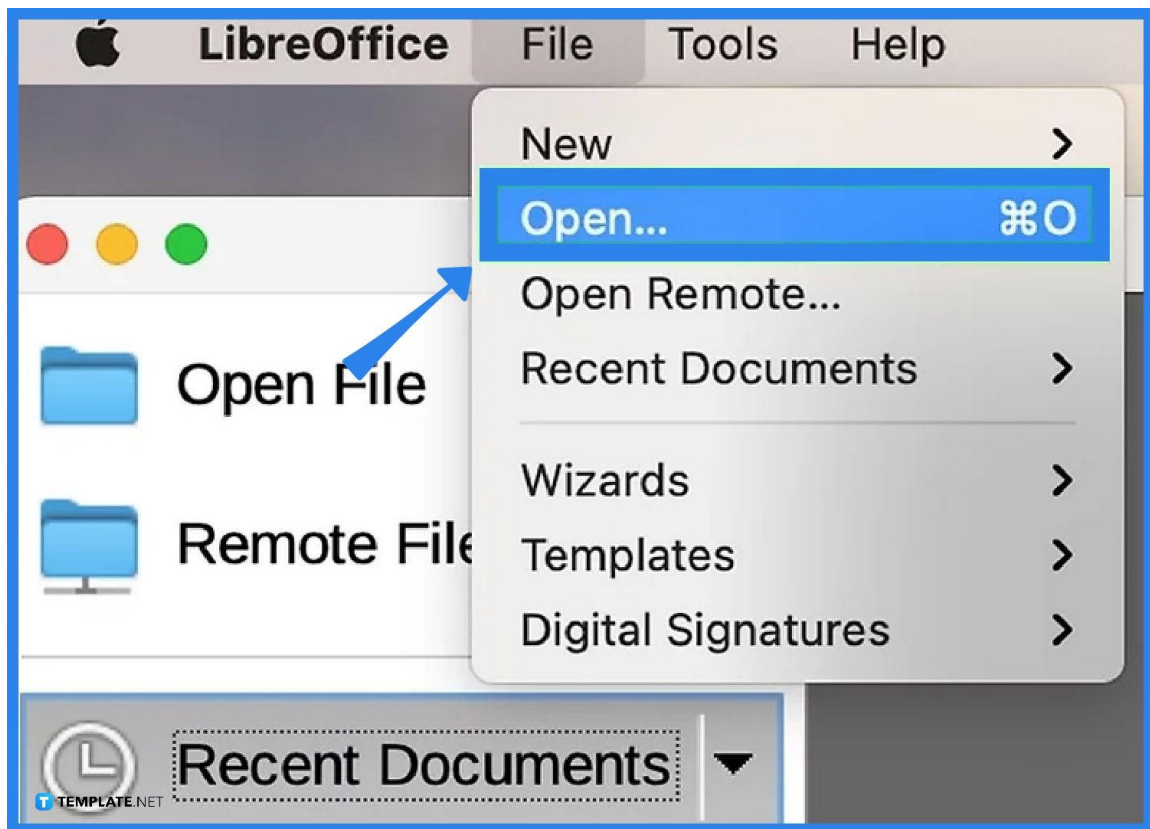 LibreOffice File Tools Help
New
Open... ⌘O
Open Remote...
Recent Documents
Wizards
Templates
Digital Signatures
Open File
Remote File
Recent Documents
T TEMPLATE.NET